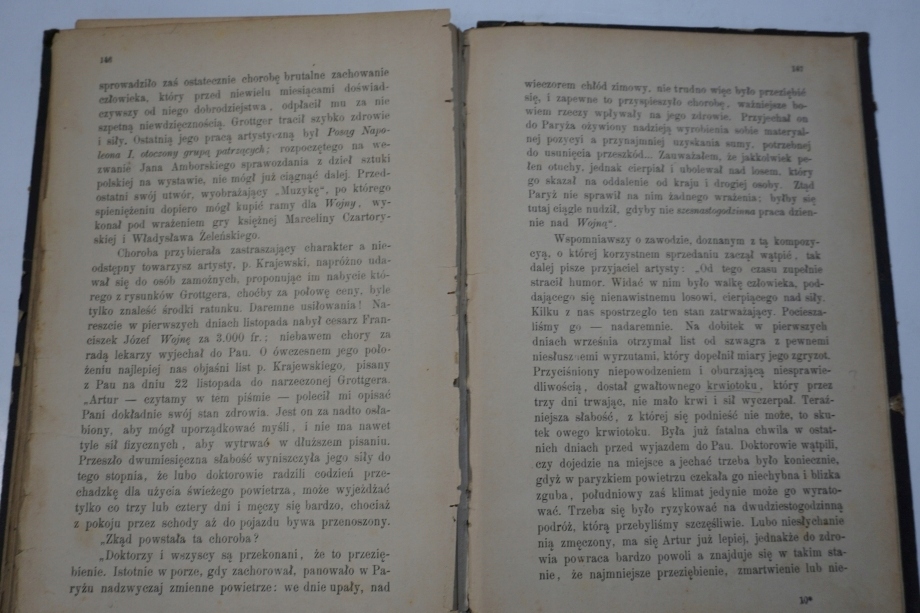 146
sprowadziło zaś ostatecznie chorobę brutalne zachowanie
człowieka, który przed niewielu miesiącami doświad-
czywszy od niego dobrodziejstwa, odpłacił mu za nie
szpetną niewdzięcznością. Grottger tracił szybko zdrowie
i siły. Ostatnią jego pracą artystyczną był Posąg Napo-
leona I, otoczony grupą patrzących; rozpoczętego na we-
zwanie Jana Amborskiego sprawozdania z dzieł sztuki
polskiej na wystawie, nie mógł już ciągnąć dalej. Przed-
ostatni swój utwór, wyobrażający „Muzykę“, po którego
spieniężeniu dopiero mógł kupić ramy dla Wojny, wy-
konał pod wrażeniem gry księżnej Marceliny Czartory-
skiej i Władysława Żeleńskiego.
Choroba przybierała zastraszający charakter a nie-
odstępny towarzysz artysty, p. Krajewski, napróżno uda-
wał się do osób zamożnych, proponując im nabycie któ-
rego z rysunków Grottgera, choćby za połowę ceny, byle
tylko znaleść środki ratunku. Daremne usiłowania! Na-
reszcie w pierwszych dniach listopada nabył cesarz Fran-
ciszek Józef Wojnę za 3.000 fr.; niebawem chory za
radą lekarzy wyjechał do Pau. O ówczesnem jego poło-
żeniu najlepiej nas objaśni list p. Krajewskiego, pisany
z Pau na dniu 22 listopada do narzeczonej Grottgera.
„Artur — czytamy w tem piśmie — polecił mi opisać
Pani dokładnie swój stan zdrowia. Jest on za nadto osła-
biony, aby mógł uporządkować myśli, i nie ma nawet
tyle sił fizycznych, aby wytrwać w dłuższem pisaniu.
Przeszło dwumiesięczna słabość wyniszczyła jego siły do
tego stopnia, że lubo doktorowie radzili codzień prze-
chadzkę dla użycia świeżego powietrza, może wyjeżdżać
tylko co trzy lub cztery dni i męczy się bardzo, chociaż
z pokoju przez schody aż do pojazdu bywa przenoszony.
„Zkąd powstała ta choroba?
„Doktorzy i wszyscy są przekonani, że to przezię-
bienie. Istotnie w porze, gdy zachorował, panowało w Pa-
ryżu nadzwyczaj zmienne powietrze: we dnie upały, nad
147
wieczorem chłód zimowy, nie trudno więc było przeziębić
się, i zapewne to przyspieszyło chorobę, ważniejsze bo-
wiem rzeczy wpływały na jego zdrowie. Przyjechał on
do Paryża ożywiony nadzieją wyrobienia sobie materyal-
nej pozycyi a przynajmniej uzyskania sumy, potrzebnej
do usunięcia przeszkód... Zauważałem, że jakkolwiek pe-
łen otuchy, jednak cierpiał i ubolewał nad losem, który
go skazał na oddalenie od kraju i drogiej osoby. Ztąd
Paryż nie sprawił na nim żadnego wrażenia; byłby się
tutaj ciągle nudził, gdyby nie szesnastogodzinna praca dzien-
nie nad Wojną“.
Wspomniawszy o zawodzie, doznanym z tą kompozy-
cyą, o której korzystnem sprzedaniu zaczął wątpić, tak
dalej pisze przyjaciel artysty: „Od tego czasu zupełnie
stracił humor. Widać w nim było walkę człowieka, pod-
dającego się nienawistnemu losowi, cierpiącego nad siły.
Kilku z nas spostrzegło ten stan zatrważający. Pociesza-
liśmy go — nadaremnie. Na dobitek w pierwszych
dniach września otrzymał list od szwagra z pewnemi
niesłusznemi wyrzutami, który dopełnił miary jego zgryzot.
Przyciśniony niepowodzeniem i oburzającą niesprawie-
dliwością, dostał gwałtownego krwiotoku, który przez
trzy dni trwając, nie mało krwi i sił wyczerpał. Teraź-
niejsza słabość, z której się podnieść nie może, to sku-
tek owego krwiotoku. Była już fatalna chwila w ostat-
nich dniach przed wyjazdem do Pau. Doktorowie wątpili,
czy dojedzie na miejsce a jechać trzeba było koniecznie,
gdyż w paryzkiem powietrzu czekała go niechybna i blizka
zguba, południowy zaś klimat jedynie może go wyrato-
wać. Trzeba się było ryzykować na dwudziestogodzinną
podróż, którą przebyliśmy szczęśliwie. Lubo niesłychanie
nią zmęczony, ma się Artur już lepiej, jednakże do zdro-
wia powraca bardzo powoli a znajduje się w takim sta-
nie, że najmniejsze przeziębienie, zmartwienie lub nie-
10*